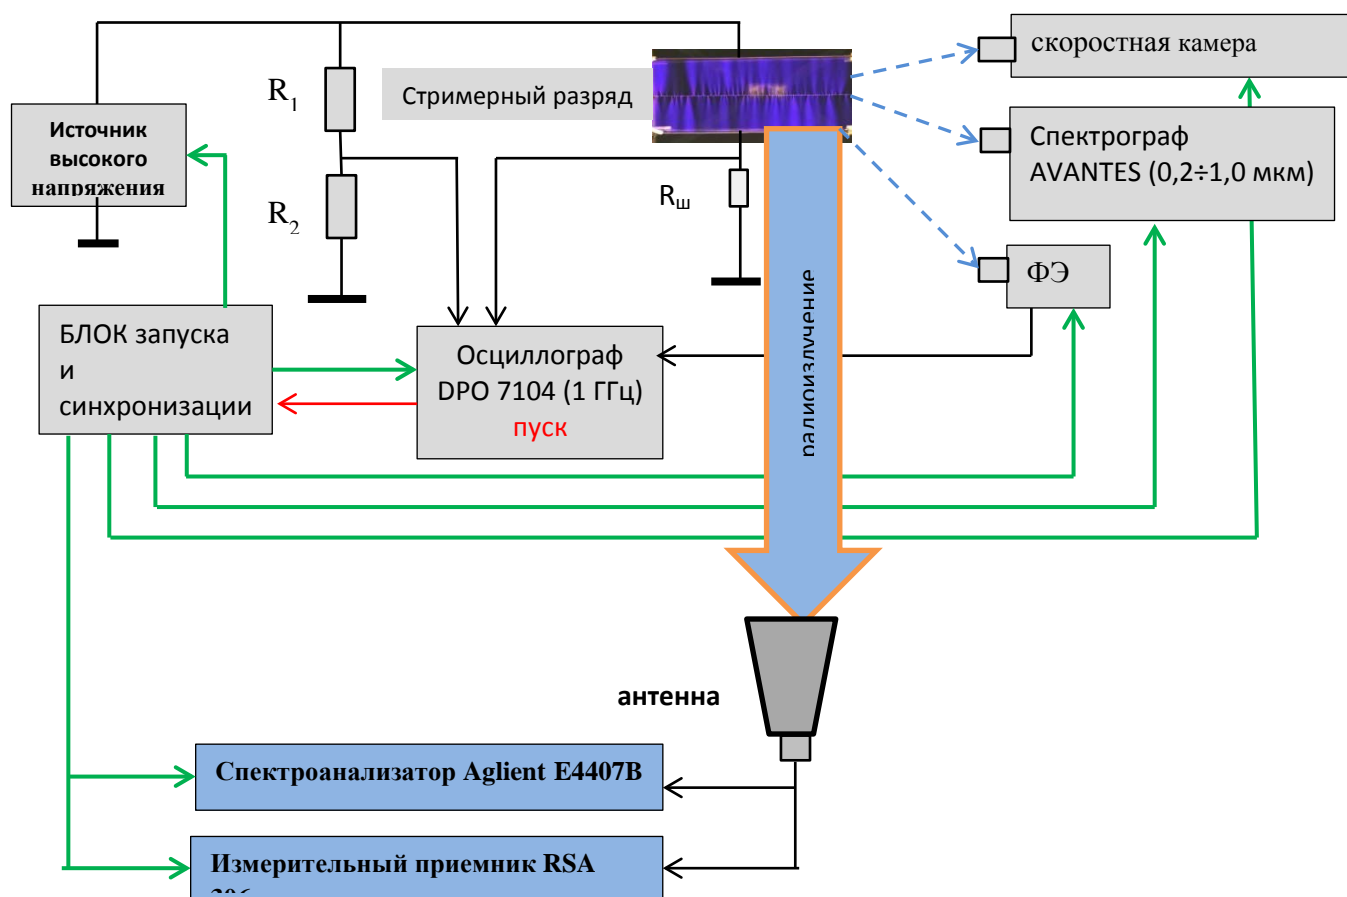 скоростная камера
R1
Стримерный разряд
Источник
высокого
напряжения
Спектрограф
AVANTES (0,2÷1,0 мкм)
R2
Rш
ФЭ
радиоизлучение
БЛОК запуска
и
синхронизации
Осциллограф
DPO 7104 (1 ГГц)
пуск
антенна
Спектроанализатор Aglient E4407B
Измерительный приемник RSA